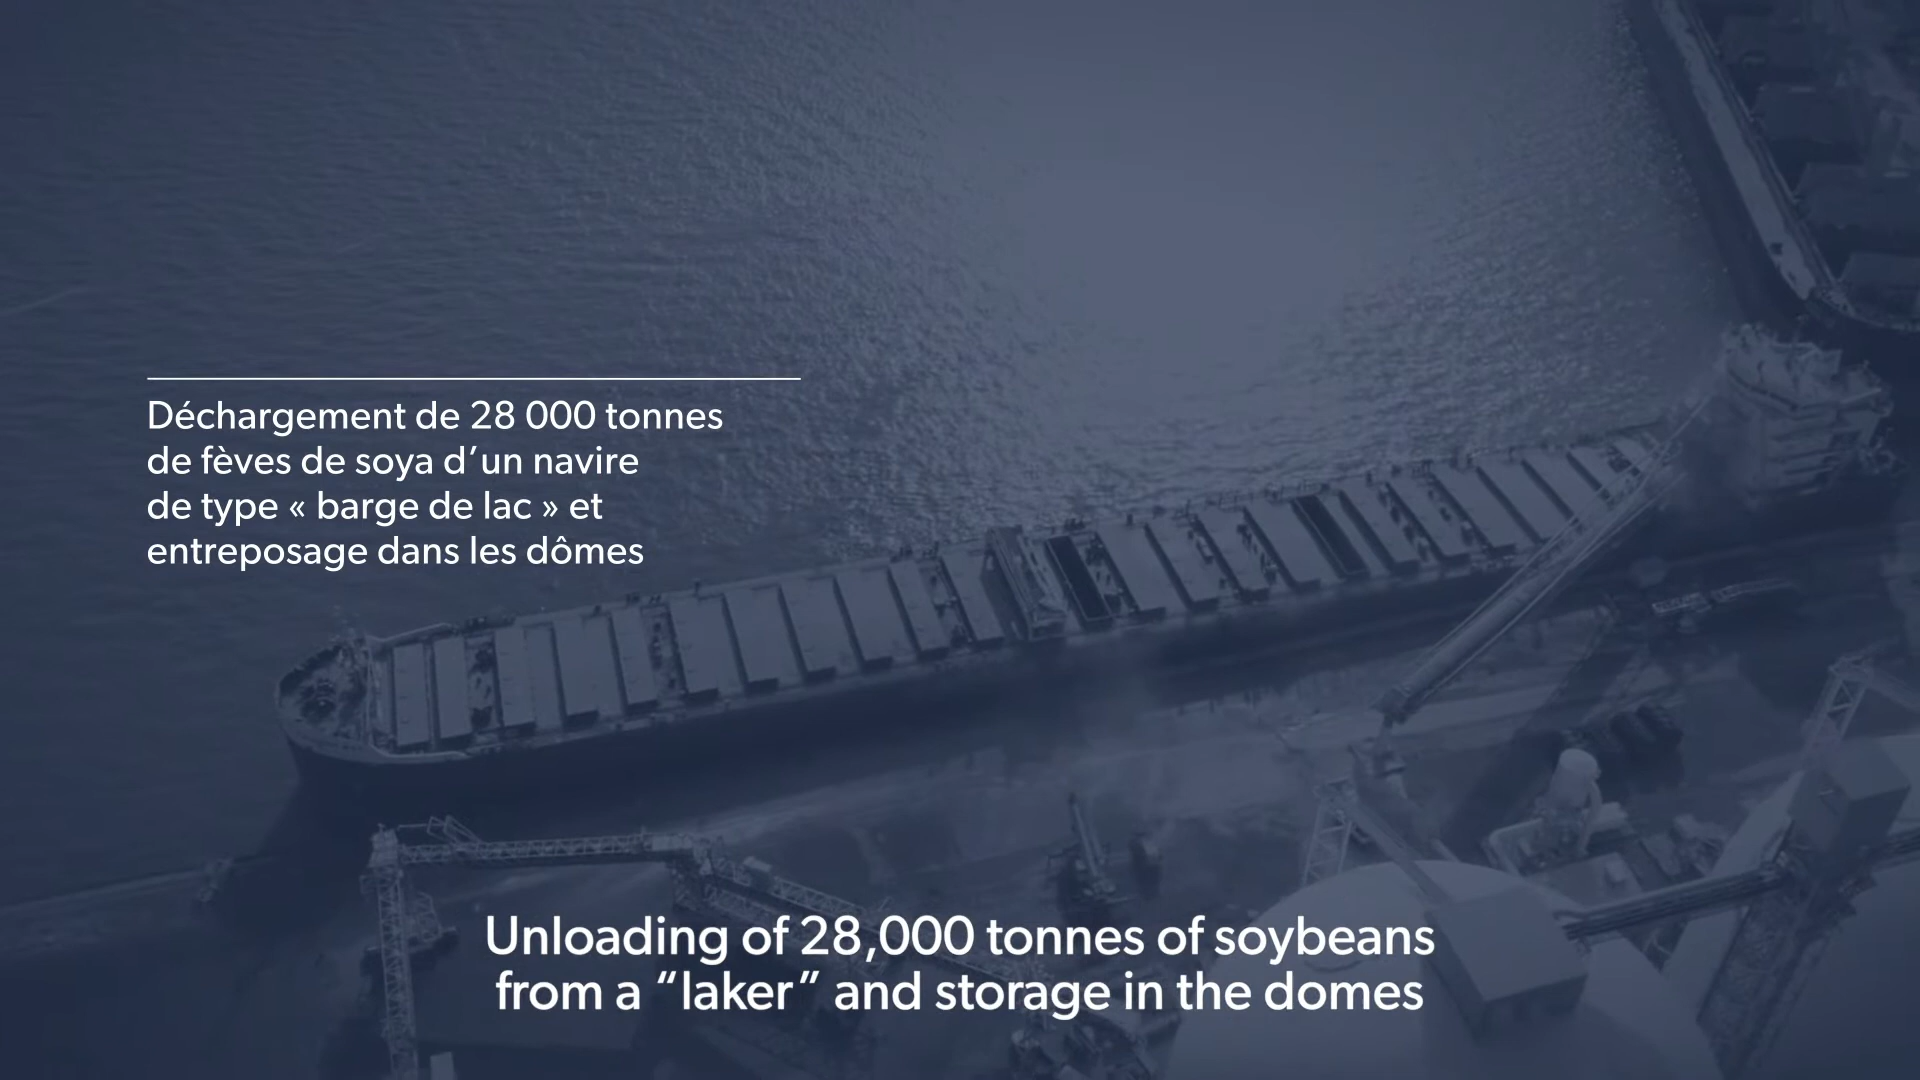 Déchargement de 28 000 tonnes
de fèves de soya d’un navire
de type « barge de lac » et
entreposage dans les dômes
Unloading of 28,000 tonnes of soybeans
from a “laker” and storage in the domes